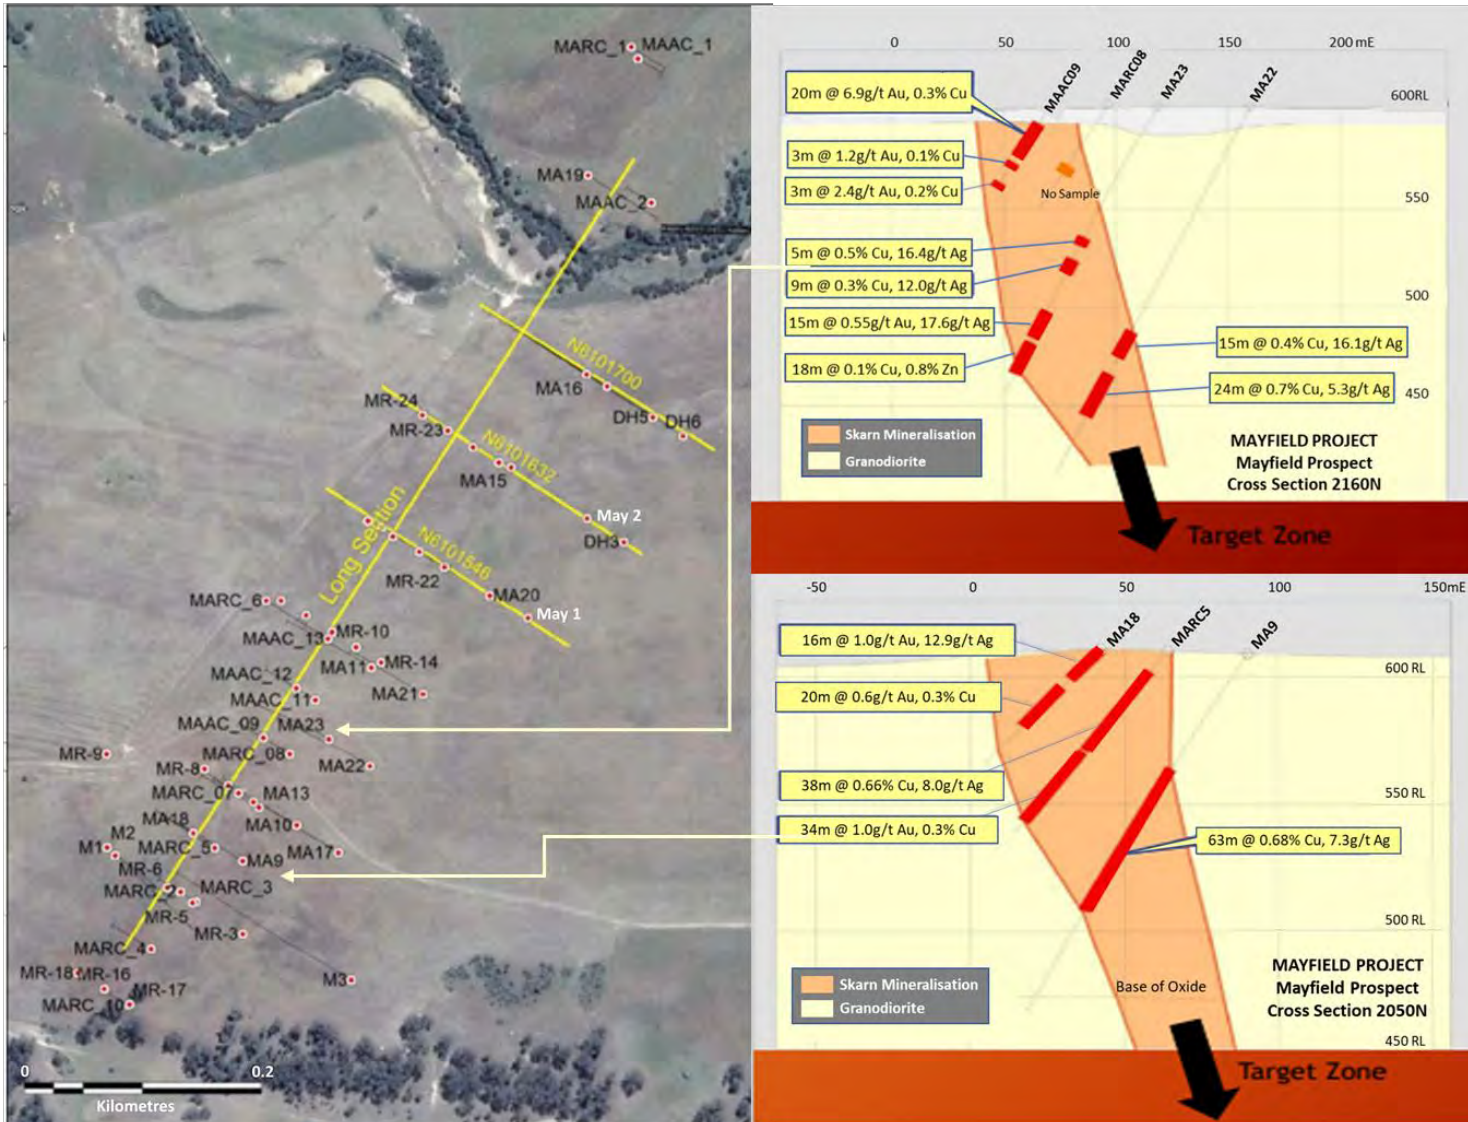 MARC_1
MAAC_1
MA19
MAAC_2
N6101700
MA16
DH5
DH6
MR-24
MR-23
N6101632
MA15
May 2
DH3
Long Section
N6101546
MR-22
MA20
May 1
MARC_6
MAAC_13
MR-10
MA11
MR-14
MAAC_12
MA21
MAAC_11
MAAC_09
MA23
MR-9
MARC_08
MR-8
MA22
MARC_07
MA13
MA18
MA10
M2
M1
MARC_5
MA17
MA9
MR-6
MARC_2
MARC_3
MR-5
MR-3
MARC_4
M3
MR-18
MR-16
MR-17
MARC_10
0 0.2
Kilometres
0 50 100 150 200 mE
MAAC09
MARC08
MA23
MA22
600RL
20m @ 6.9g/t Au, 0.3% Cu
3m @ 1.2g/t Au, 0.1% Cu
3m @ 2.4g/t Au, 0.2% Cu
No Sample
550
5m @ 0.5% Cu, 16.4g/t Ag
9m @ 0.3% Cu, 12.0g/t Ag
500
15m @ 0.55g/t Au, 17.6g/t Ag
15m @ 0.4% Cu, 16.1g/t Ag
18m @ 0.1% Cu, 0.8% Zn
24m @ 0.7% Cu, 5.3g/t Ag
450
Skarn Mineralisation
Granodiorite
MAYFIELD PROJECT
Mayfield Prospect
Cross Section 2160N
Target Zone
-50 0 50 100 150mE
MA18
MARC5
MA9
16m @ 1.0g/t Au, 12.9g/t Ag
600 RL
20m @ 0.6g/t Au, 0.3% Cu
38m @ 0.66% Cu, 8.0g/t Ag
550 RL
34m @ 1.0g/t Au, 0.3% Cu
63m @ 0.68% Cu, 7.3g/t Ag
500 RL
Skarn Mineralisation
Granodiorite
Base of Oxide
MAYFIELD PROJECT
Mayfield Prospect
Cross Section 2050N
450 RL
Target Zone